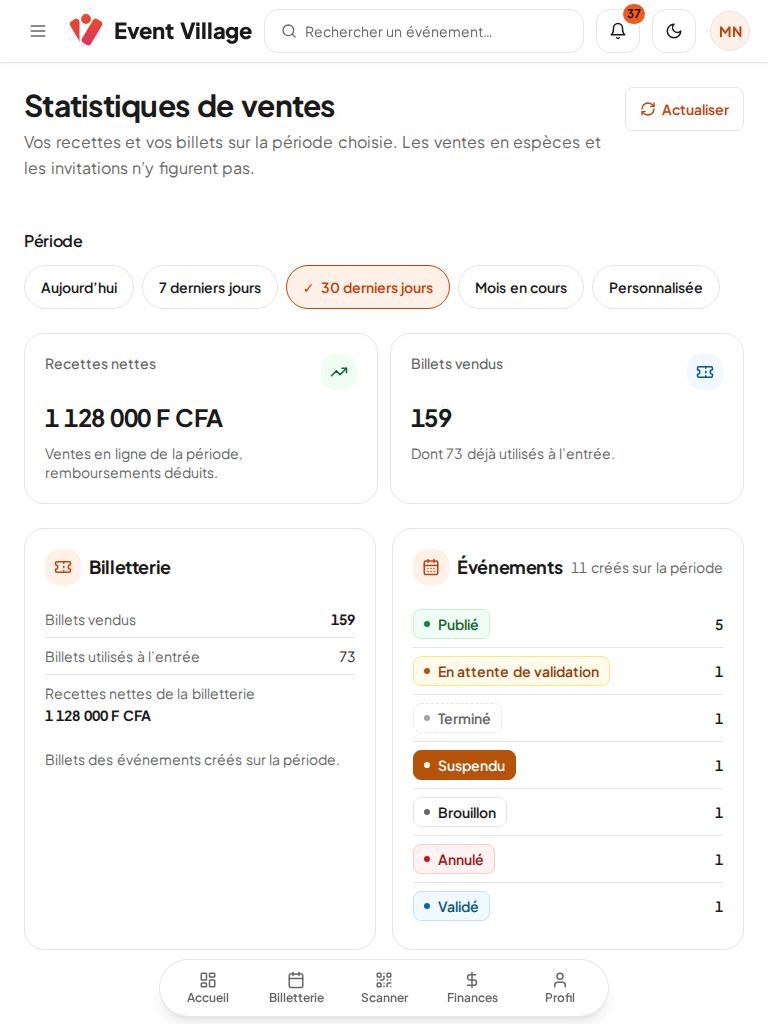 Event Village
Rechercher un événement…
37
MN
Statistiques de ventes
Actualiser
Vos recettes et vos billets sur la période choisie. Les ventes en espèces et
les invitations n’y figurent pas.
Période
Aujourd’hui
7 derniers jours
✓ 30 derniers jours
Mois en cours
Personnalisée
Recettes nettes
1 128 000 F CFA
Ventes en ligne de la période,
remboursements déduits.
Billets vendus
159
Dont 73 déjà utilisés à l’entrée.
Billetterie
Billets vendus 159
Billets utilisés à l’entrée 73
Recettes nettes de la billetterie
1 128 000 F CFA
Billets des événements créés sur la période.
Événements 11 créés sur la période
Publié 5
En attente de validation 1
Terminé 1
Suspendu 1
Brouillon 1
Annulé 1
Validé 1
Accueil
Billetterie
Scanner
Finances
Profil